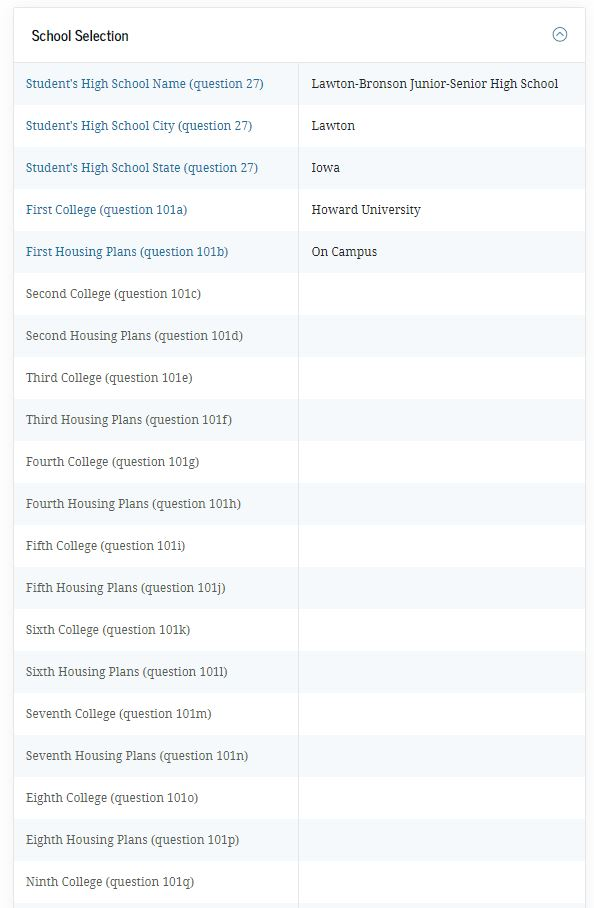 School Selection
Student's High School Name (question 27) Lawton-Bronson Junior-Senior High School
Student's High School City (question 27) Lawton
Student's High School State (question 27) Iowa
First College (question 101a) Howard University
First Housing Plans (question 101b) On Campus
Second College (question 101c)
Second Housing Plans (question 101d)
Third College (question 101e)
Third Housing Plans (question 101f)
Fourth College (question 101g)
Fourth Housing Plans (question 101h)
Fifth College (question 101i)
Fifth Housing Plans (question 101j)
Sixth College (question 101k)
Sixth Housing Plans (question 101l)
Seventh College (question 101m)
Seventh Housing Plans (question 101n)
Eighth College (question 101o)
Eighth Housing Plans (question 101p)
Ninth College (question 101q)